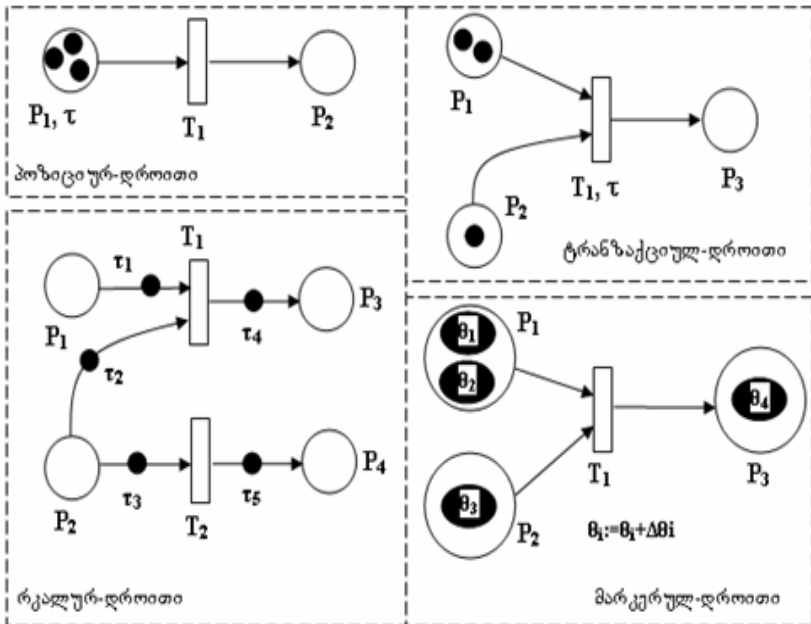 P₁, τ
T₁
P₂
პოზიციურ-დროითი
P₁
P₂
T₁, τ
P₃
ტრანზაქციულ-დროითი
τ₁
T₁
P₁
τ₂
τ₄
P₃
P₂
τ₃
T₂
τ₅
P₄
რკალურ-დროითი
θ₁
θ₂
P₁
θ₃
P₂
T₁
θ₄
P₃
θᵢ:=θᵢ+Δθi
მარკერულ-დროითი